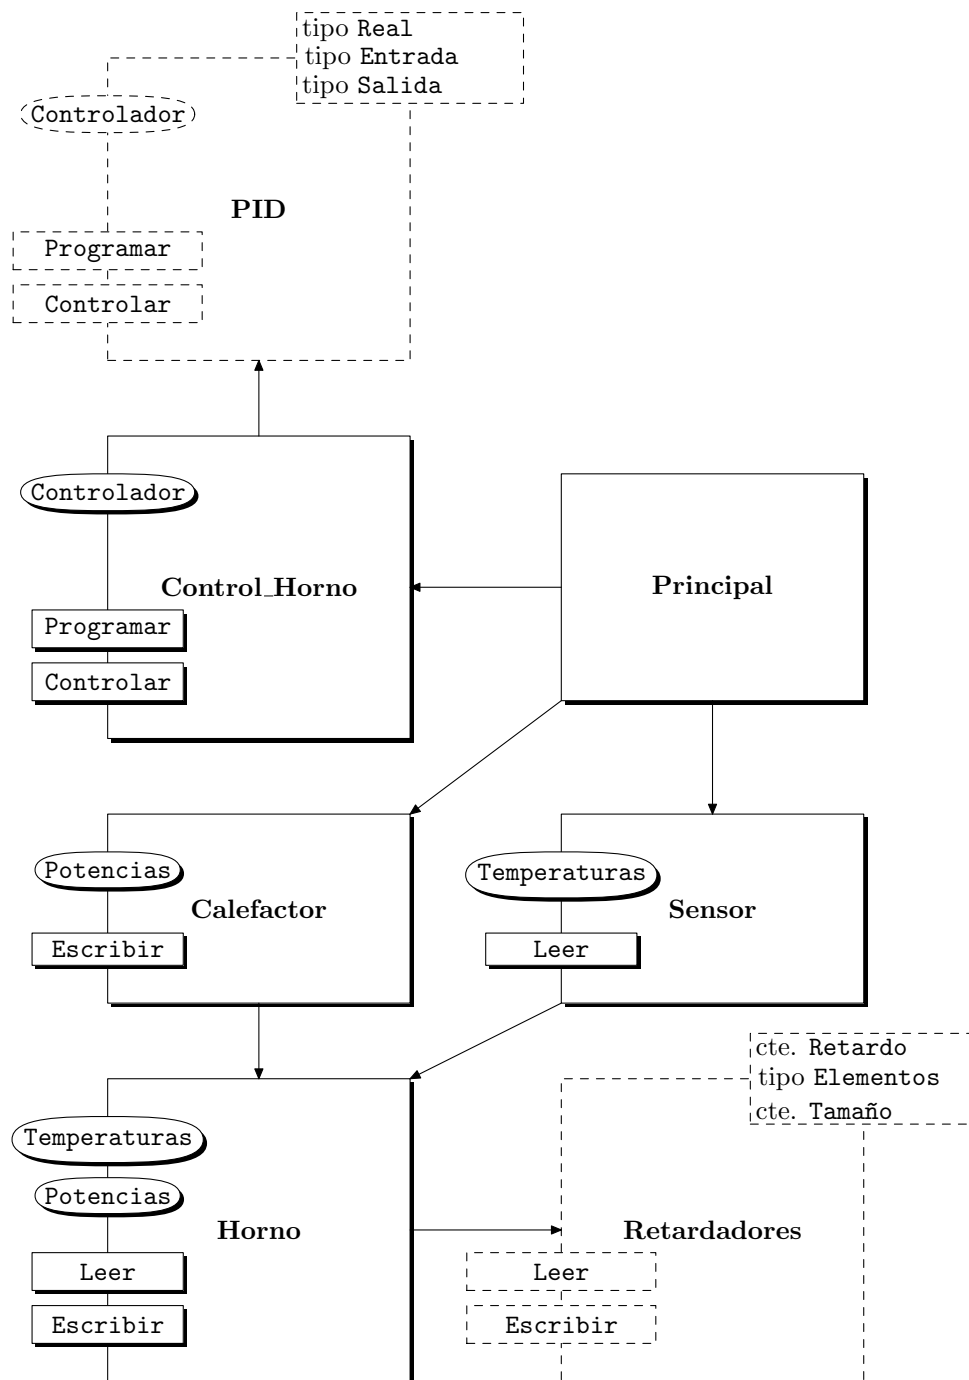 tipo Real
tipo Entrada
tipo Salida
Controlador
PID
Programar
Controlar
Controlador
Control_Horno
Programar
Controlar
Principal
Potencias
Calefactor
Escribir
Temperaturas
Sensor
Leer
cte. Retardo
tipo Elementos
cte. Tamaño
Temperaturas
Potencias
Horno
Leer
Escribir
Retardadores
Leer
Escribir